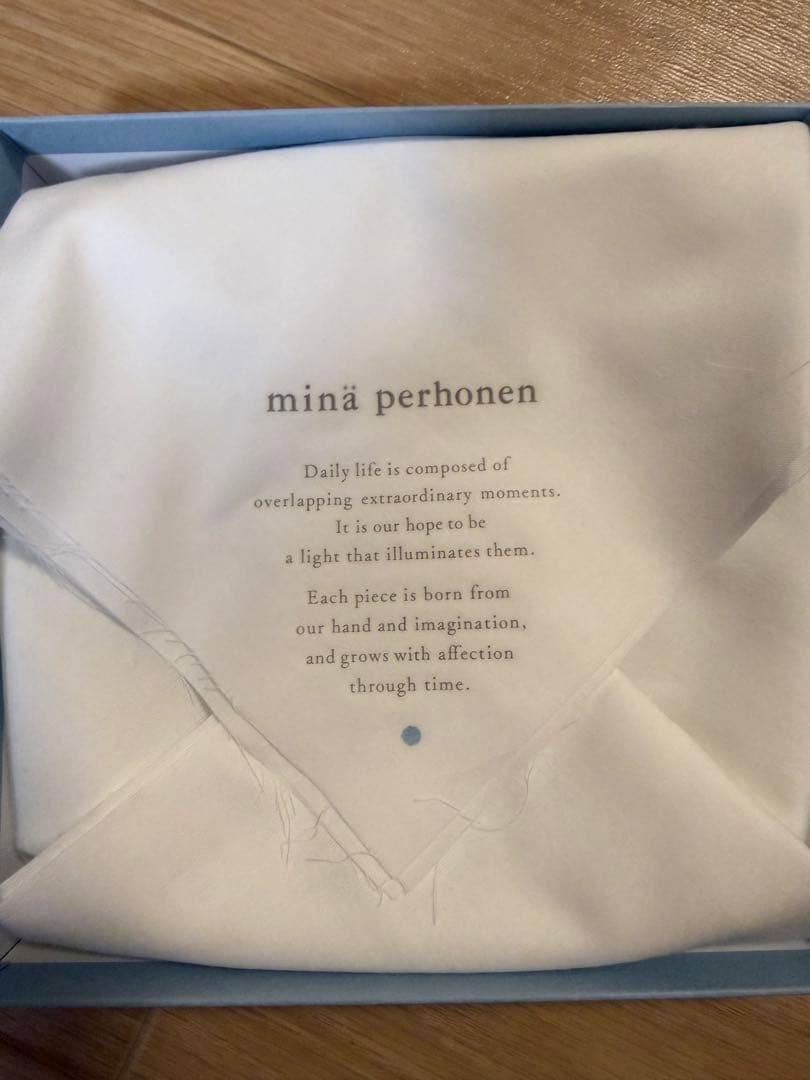 minä perhonen
Daily life is composed of
overlapping extraordinary moments.
It is our hope to be
a light that illuminates them.
Each piece is born from
our hand and imagination,
and grows with affection
through time.